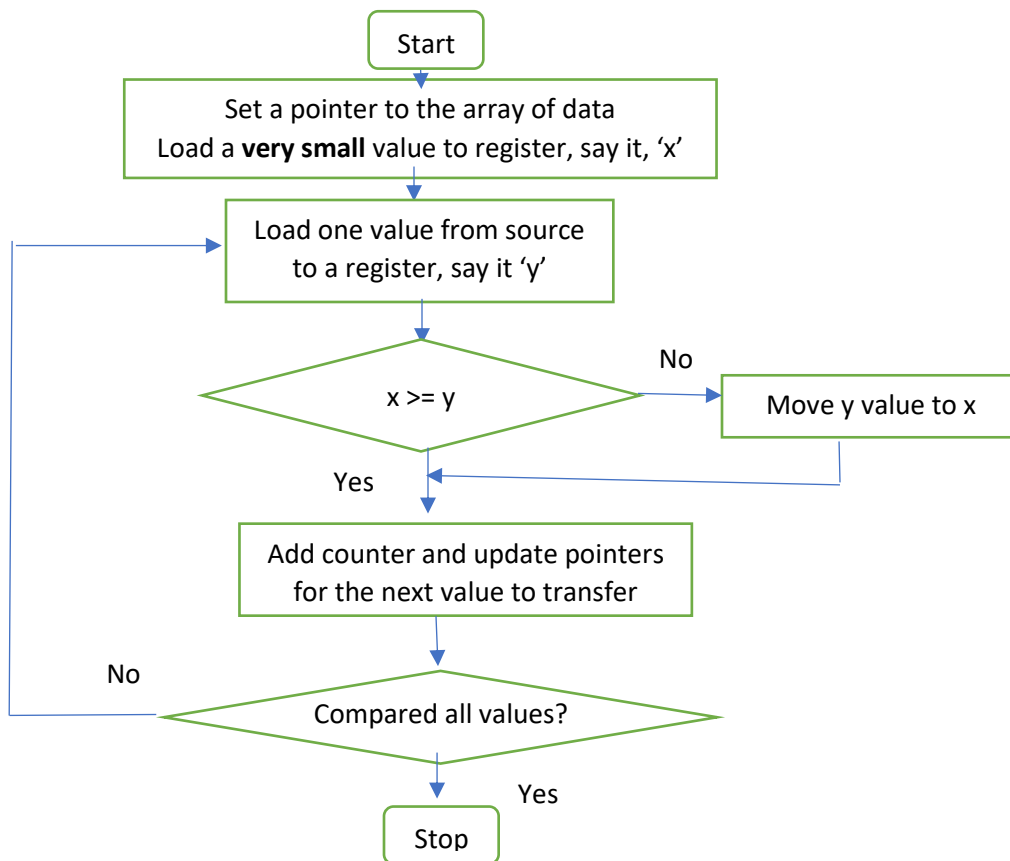 Start
Set a pointer to the array of data
Load a very small value to register, say it, ‘x’
Load one value from source
to a register, say it ‘y’
x >= y
No
Move y value to x
Yes
Add counter and update pointers
for the next value to transfer
No
Compared all values?
Yes
Stop